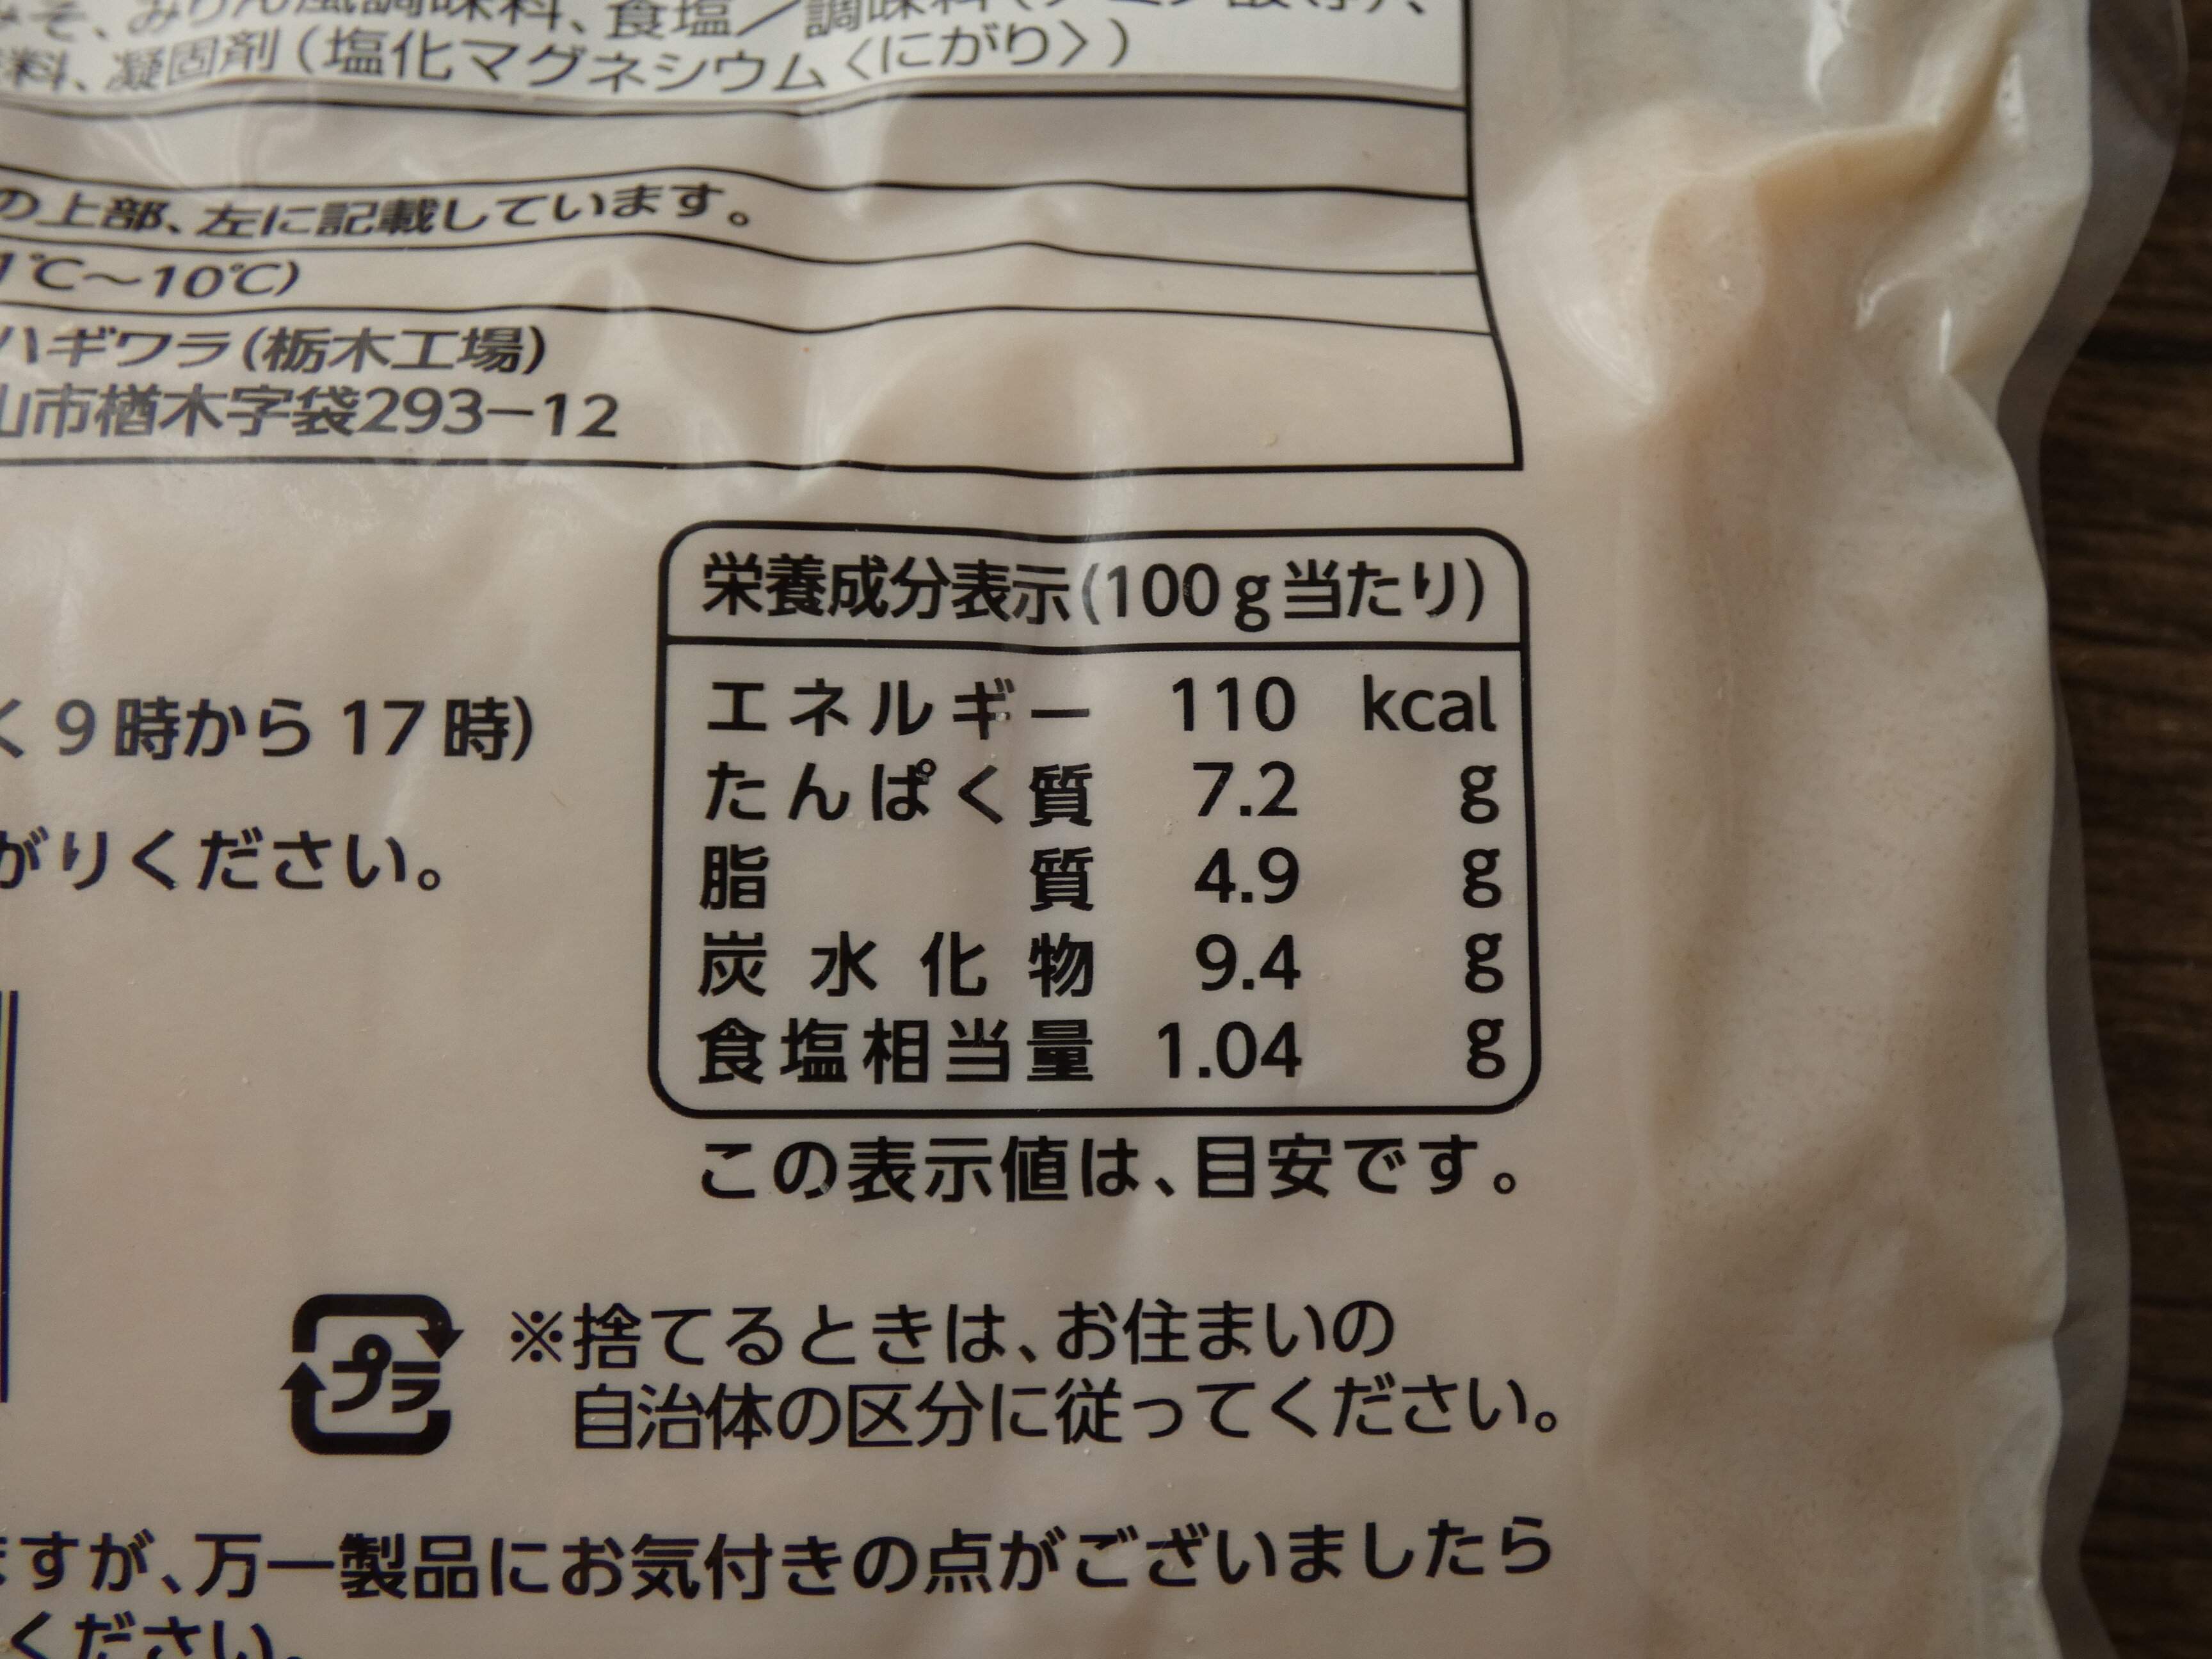 みそ、みりん風調味料、食塩／調味料(アミノ酸等)、
料、凝固剤(塩化マグネシウム〈にがり〉)
の上部、左に記載しています。
1℃～10℃)
ハギワラ(栃木工場)
山市楢木字袋293－12
栄養成分表示(100g当たり)
エネルギー 110 kcal
たんぱく質 7.2 g
脂質 4.9 g
炭水化物 9.4 g
食塩相当量 1.04 g
この表示値は、目安です。
く9時から17時)
がりください。
プラ
※捨てるときは、お住まいの
自治体の区分に従ってください。
ますが、万一製品にお気付きの点がございましたら
ください。